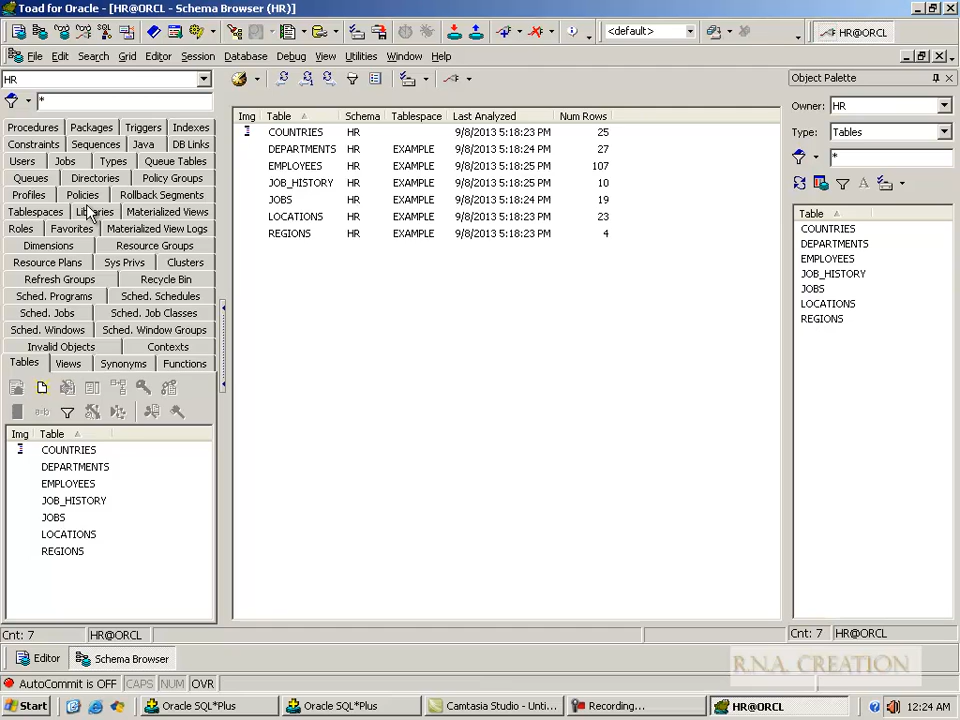 Toad for Oracle - [HR@ORCL - Schema Browser (HR)]
<default>
HR@ORCL
File Edit Search Grid Editor Session Database Debug View Utilities Window Help
HR
*
Procedures Packages Triggers Indexes
Constraints Sequences Java DB Links
Users Jobs Types Queue Tables
Queues Directories Policy Groups
Profiles Policies Rollback Segments
Tablespaces Materialized Views
Roles Favorites Materialized View Logs
Dimensions Resource Groups
Resource Plans Sys Privs Clusters
Refresh Groups Recycle Bin
Sched. Programs Sched. Schedules
Sched. Jobs Sched. Job Classes
Sched. Windows Sched. Window Groups
Invalid Objects Contexts
Tables Views Synonyms Functions
Img Table
COUNTRIES
DEPARTMENTS
EMPLOYEES
JOB_HISTORY
JOBS
LOCATIONS
REGIONS
Cnt: 7 HR@ORCL
Img Table Schema Tablespace Last Analyzed Num Rows
COUNTRIES HR 9/8/2013 5:18:23 PM 25
DEPARTMENTS HR EXAMPLE 9/8/2013 5:18:24 PM 27
EMPLOYEES HR EXAMPLE 9/8/2013 5:18:23 PM 107
JOB_HISTORY HR EXAMPLE 9/8/2013 5:18:23 PM 10
JOBS HR EXAMPLE 9/8/2013 5:18:24 PM 19
LOCATIONS HR EXAMPLE 9/8/2013 5:18:23 PM 23
REGIONS HR EXAMPLE 9/8/2013 5:18:23 PM 4
Object Palette
Owner: HR
Type: Tables
*
Table
COUNTRIES
DEPARTMENTS
EMPLOYEES
JOB_HISTORY
JOBS
LOCATIONS
REGIONS
Cnt: 7 HR@ORCL
Editor Schema Browser
R.N.A. CREATION
AutoCommit is OFF CAPS NUM OVR
Start Oracle SQL*Plus Oracle SQL*Plus Camtasia Studio - Unti... Recording... HR@ORCL 12:24 AM